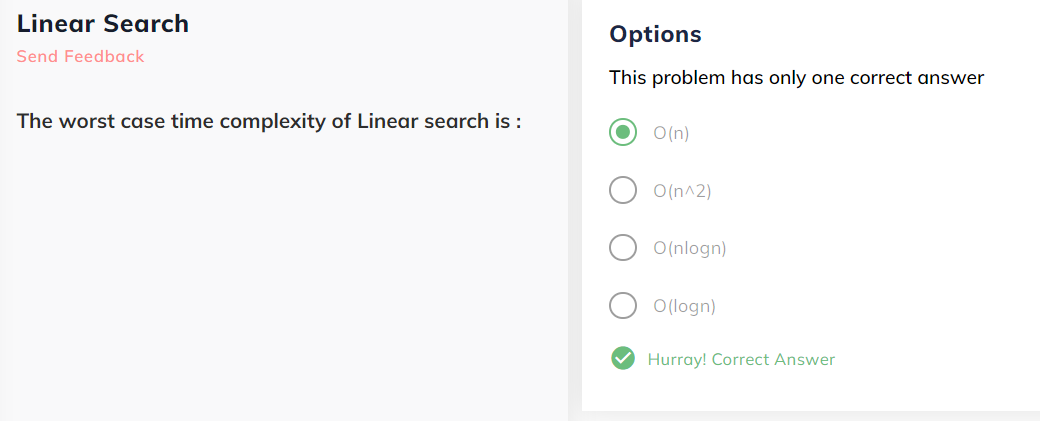 Linear Search
Send Feedback
The worst case time complexity of Linear search is :
Options
This problem has only one correct answer
O(n)
O(n^2)
O(nlogn)
O(logn)
Hurray! Correct Answer